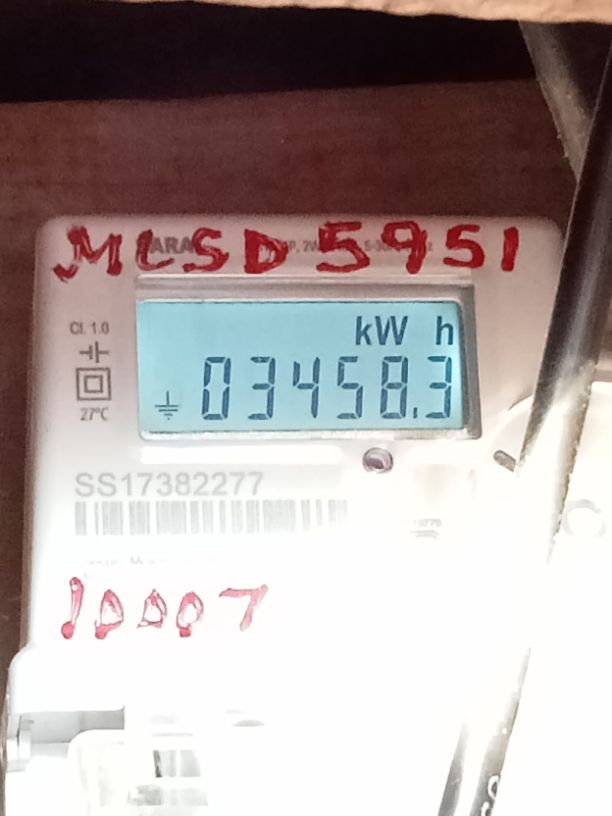 MLSD 5951
Cl. 1.0
kW h
03458.3
27°C
SS17382277
10007